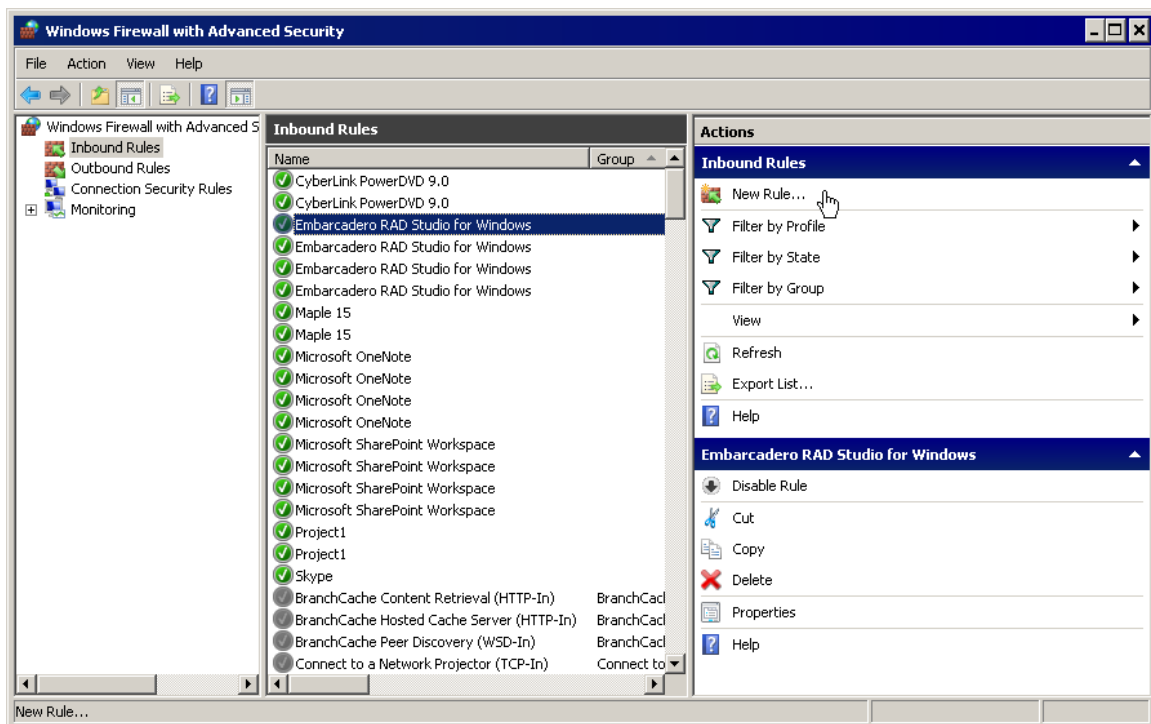 Windows Firewall with Advanced Security
File Action View Help
Windows Firewall with Advanced S
Inbound Rules
Outbound Rules
Connection Security Rules
Monitoring
Inbound Rules
Name Group
CyberLink PowerDVD 9.0
CyberLink PowerDVD 9.0
Embarcadero RAD Studio for Windows
Embarcadero RAD Studio for Windows
Embarcadero RAD Studio for Windows
Embarcadero RAD Studio for Windows
Maple 15
Maple 15
Microsoft OneNote
Microsoft OneNote
Microsoft OneNote
Microsoft OneNote
Microsoft SharePoint Workspace
Microsoft SharePoint Workspace
Microsoft SharePoint Workspace
Microsoft SharePoint Workspace
Project1
Project1
Skype
BranchCache Content Retrieval (HTTP-In) BranchCacl
BranchCache Hosted Cache Server (HTTP-In) BranchCacl
BranchCache Peer Discovery (WSD-In) BranchCacl
Connect to a Network Projector (TCP-In) Connect to
Actions
Inbound Rules
New Rule...
Filter by Profile
Filter by State
Filter by Group
View
Refresh
Export List...
Help
Embarcadero RAD Studio for Windows
Disable Rule
Cut
Copy
Delete
Properties
Help
New Rule...